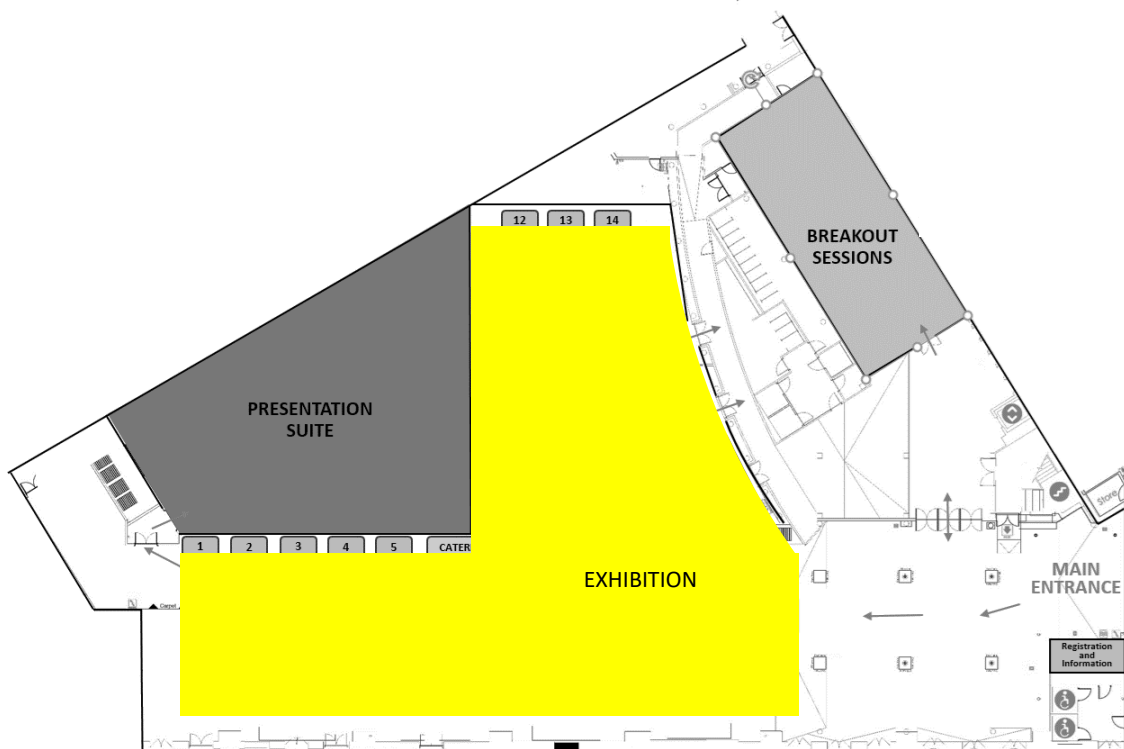 12
13
14
BREAKOUT
SESSIONS
PRESENTATION
SUITE
Store
1
2
3
4
5
CATER
EXHIBITION
MAIN
ENTRANCE
Carpet
Registration
and
Information